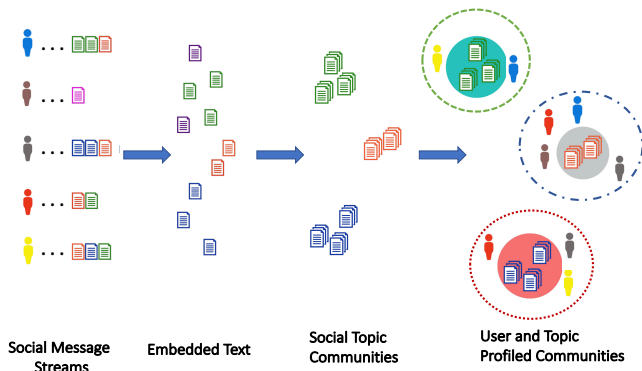 Social Message
Streams
Embedded Text
Social Topic
Communities
User and Topic
Profiled Communities